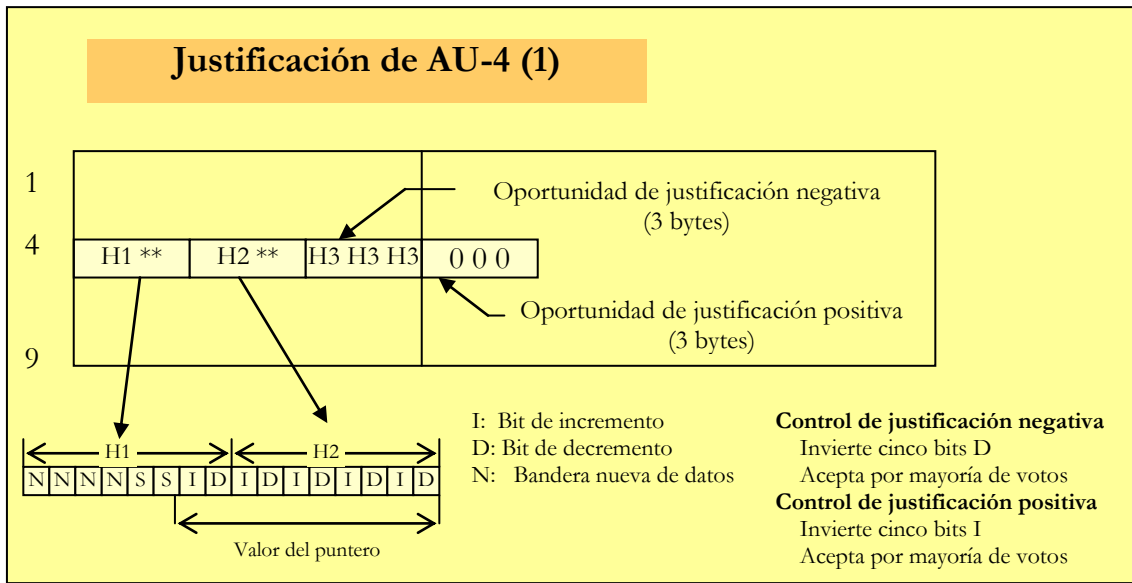 Justificación de AU-4 (1)
1
Oportunidad de justificación negativa
(3 bytes)
4
H1 ** H2 ** H3 H3 H3 0 0 0
Oportunidad de justificación positiva
(3 bytes)
9
H1 H2
N N N N S S I D I D I D I D I D
Valor del puntero
I: Bit de incremento
D: Bit de decremento
N: Bandera nueva de datos
Control de justificación negativa
Invierte cinco bits D
Acepta por mayoría de votos
Control de justificación positiva
Invierte cinco bits I
Acepta por mayoría de votos